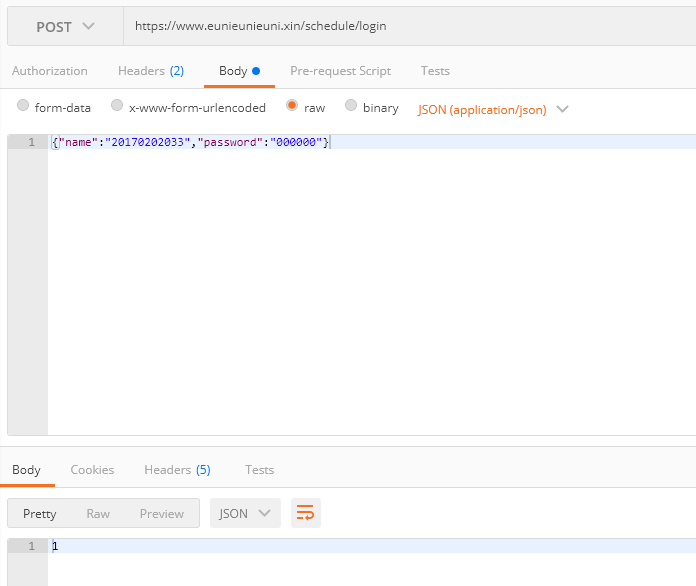 POST https://www.eunieunieuni.xin/schedule/login
Authorization Headers (2) Body Pre-request Script Tests
form-data x-www-form-urlencoded raw binary JSON (application/json)
1 {"name":"20170202033","password":"000000"}
Body Cookies Headers (5) Tests
Pretty Raw Preview JSON
1 1